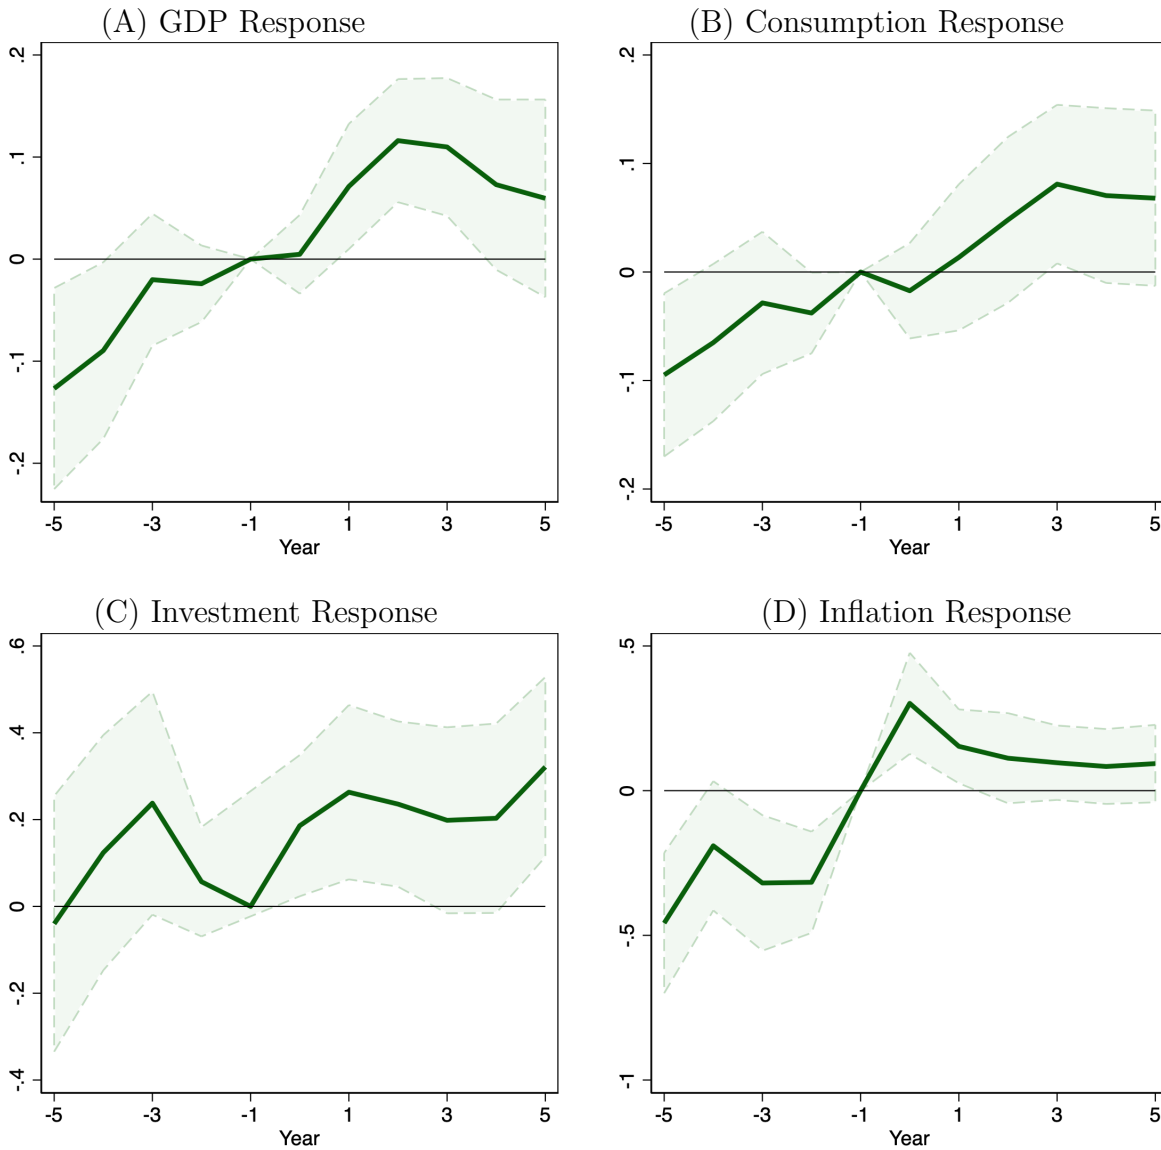 (A) GDP Response
.2
.1
0
-.1
-.2
-5 -3 -1 1 3 5
Year
(B) Consumption Response
.2
.1
0
-.1
-.2
-5 -3 -1 1 3 5
Year
(C) Investment Response
.6
.4
.2
0
-.2
-.4
-5 -3 -1 1 3 5
Year
(D) Inflation Response
.5
0
-.5
-1
-5 -3 -1 1 3 5
Year